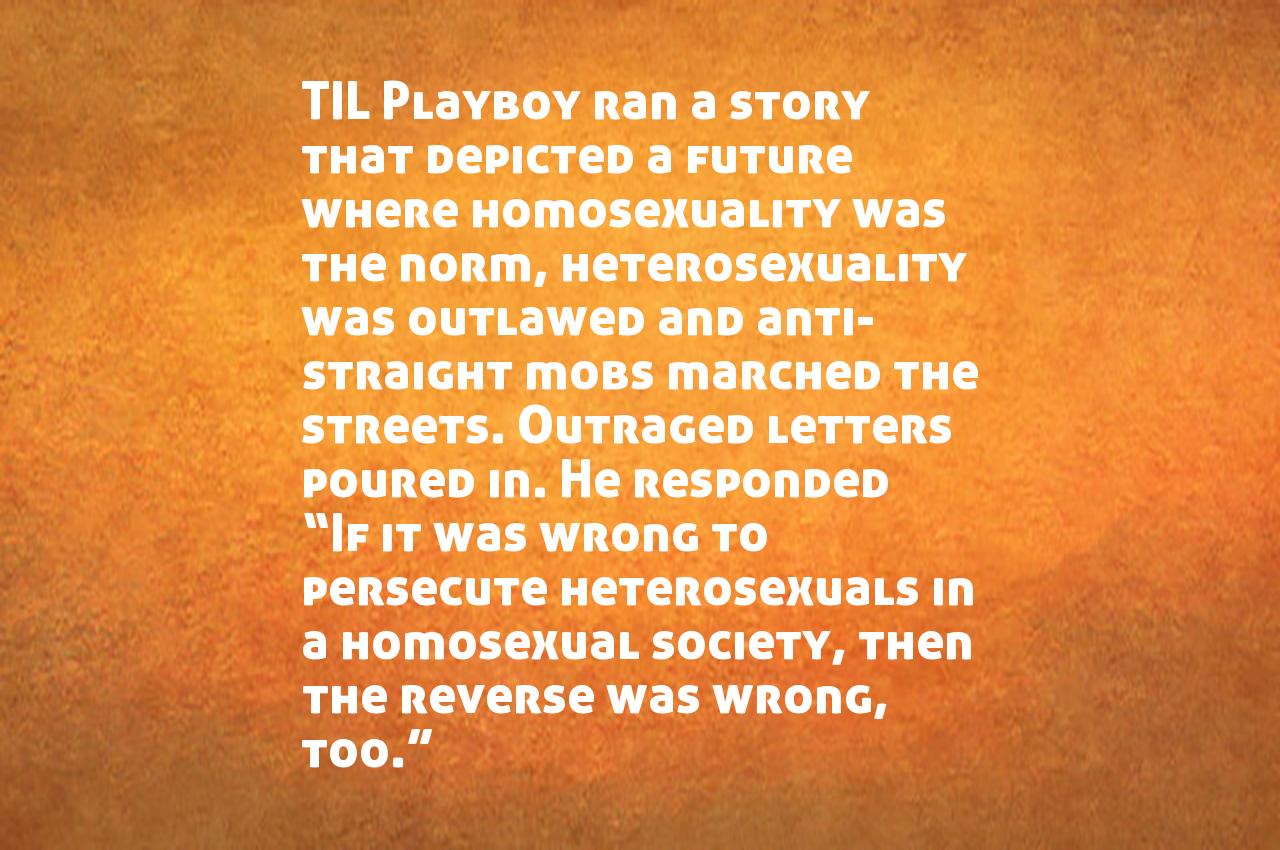 TIL Playboy ran a story
that depicted a future
where homosexuality was
the norm, heterosexuality
was outlawed and anti-
straight mobs marched the
streets. Outraged letters
poured in. He responded
“If it was wrong to
persecute heterosexuals in
a homosexual society, then
the reverse was wrong,
too.”